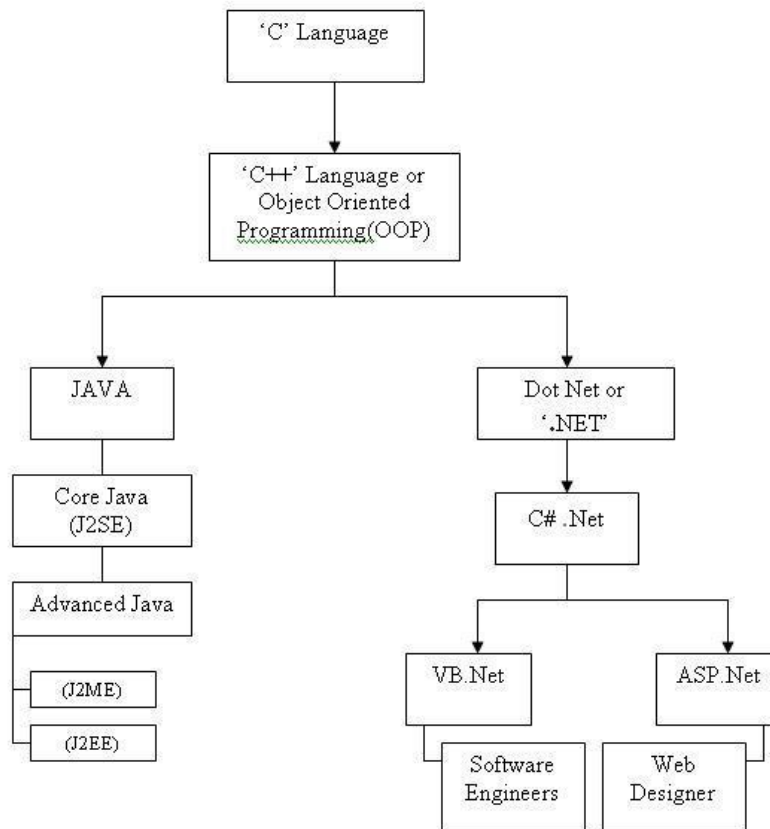 ‘C’ Language
‘C++’ Language or
Object Oriented
Programming(OOP)
JAVA
Dot Net or
‘.NET’
Core Java
(J2SE)
C# .Net
Advanced Java
(J2ME)
(J2EE)
VB.Net
ASP.Net
Software
Engineers
Web
Designer